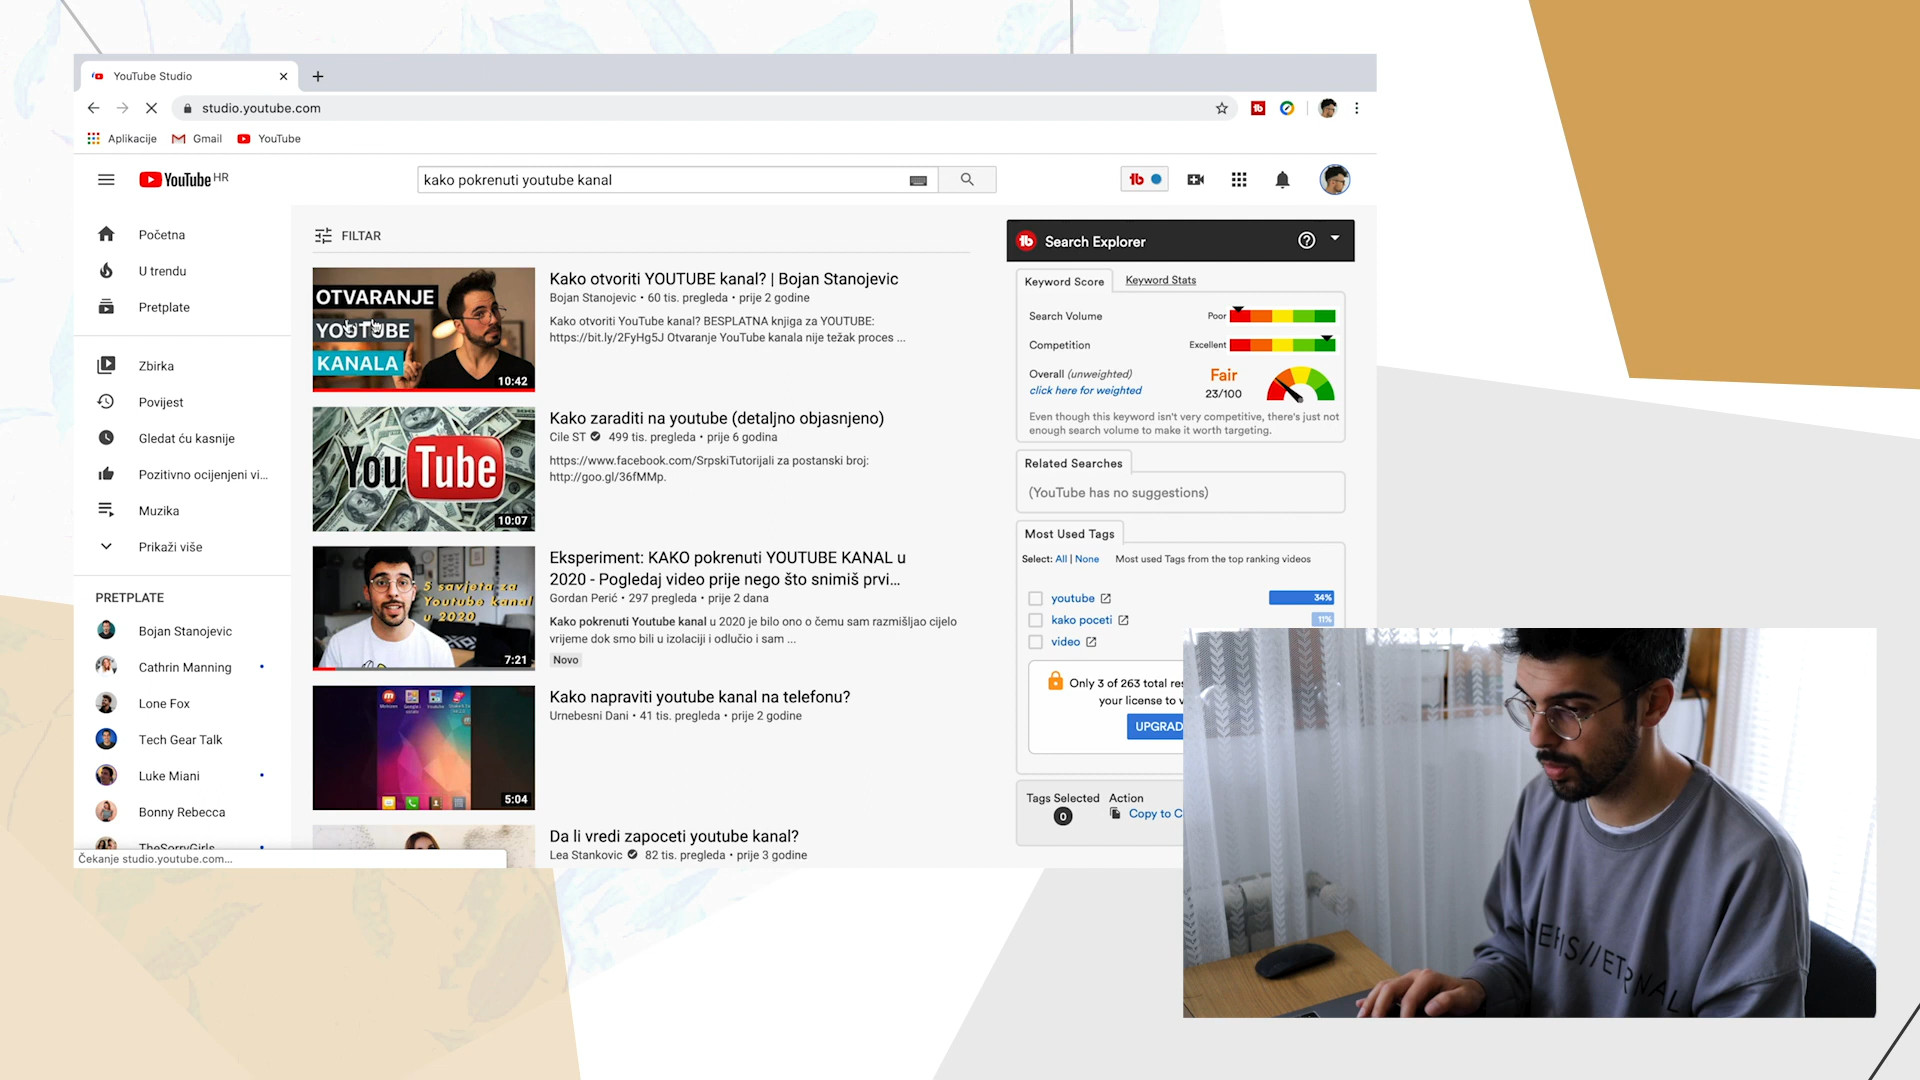 YouTube Studio
studio.youtube.com
Aplikacije
Gmail
YouTube
YouTube HR
kako pokrenuti youtube kanal
Početna
U trendu
Pretplate
Zbirka
Povijest
Gledat ću kasnije
Pozitivno ocijenjeni vi...
Muzika
Prikaži više
PRETPLATE
Bojan Stanojevic
Cathrin Manning
Lone Fox
Tech Gear Talk
Luke Miani
Bonny Rebecca
TheSorryGirls
Čekanje studio.youtube.com...
FILTAR
OTVARANJE
YOUTUBE
KANALA
10:42
Kako otvoriti YOUTUBE kanal? | Bojan Stanojevic
Bojan Stanojevic • 60 tis. pregleda • prije 2 godine
Kako otvoriti YouTube kanal? BESPLATNA knjiga za YOUTUBE:
https://bit.ly/2FyHg5J Otvaranje YouTube kanala nije težak proces ...
YouTube
10:07
Kako zaraditi na youtube (detaljno objasnjeno)
Cile ST 499 tis. pregleda • prije 6 godina
https://www.facebook.com/SrpskiTutorijali za postanski broj:
http://goo.gl/36fMMp.
5 savjeta za
Youtube kanal
u 2020
7:21
Eksperiment: KAKO pokrenuti YOUTUBE KANAL u
2020 - Pogledaj video prije nego što snimiš prvi...
Gordan Perić • 297 pregleda • prije 2 dana
Kako pokrenuti Youtube kanal u 2020 je bilo ono o čemu sam razmišljao cijelo
vrijeme dok smo bili u izolaciji i odlučio i sam ...
Novo
5:04
Kako napraviti youtube kanal na telefonu?
Urnebesni Dani • 41 tis. pregleda • prije 2 godine
Da li vredi zapoceti youtube kanal?
Lea Stankovic 82 tis. pregleda • prije 3 godine
Search Explorer
Keyword Score
Keyword Stats
Search Volume
Poor
Competition
Excellent
Overall (unweighted)
click here for weighted
Fair
23/100
Even though this keyword isn't very competitive, there's just not
enough search volume to make it worth targeting.
Related Searches
(YouTube has no suggestions)
Most Used Tags
Select: All | None Most used Tags from the top ranking videos
youtube 34%
kako poceti 11%
video
Only 3 of 263 total res
your license to v
UPGRAD
Tags Selected
0
Action
Copy to C
//ETERNAL